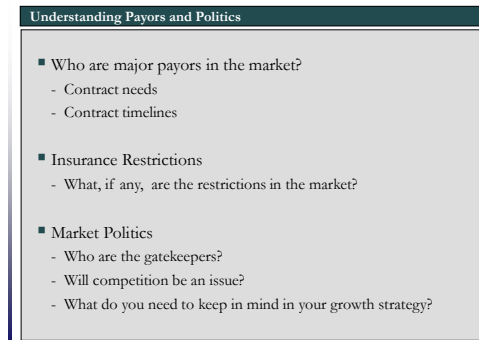 Understanding Payors and Politics
▪ Who are major payors in the market?
- Contract needs
- Contract timelines
▪ Insurance Restrictions
- What, if any, are the restrictions in the market?
▪ Market Politics
- Who are the gatekeepers?
- Will competition be an issue?
- What do you need to keep in mind in your growth strategy?